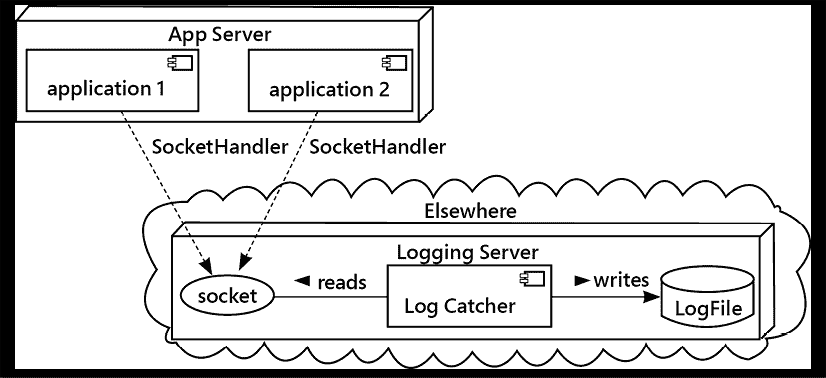 App Server
application 1
application 2
SocketHandler
SocketHandler
Elsewhere
Logging Server
socket
◄ reads
Log Catcher
► writes
LogFile